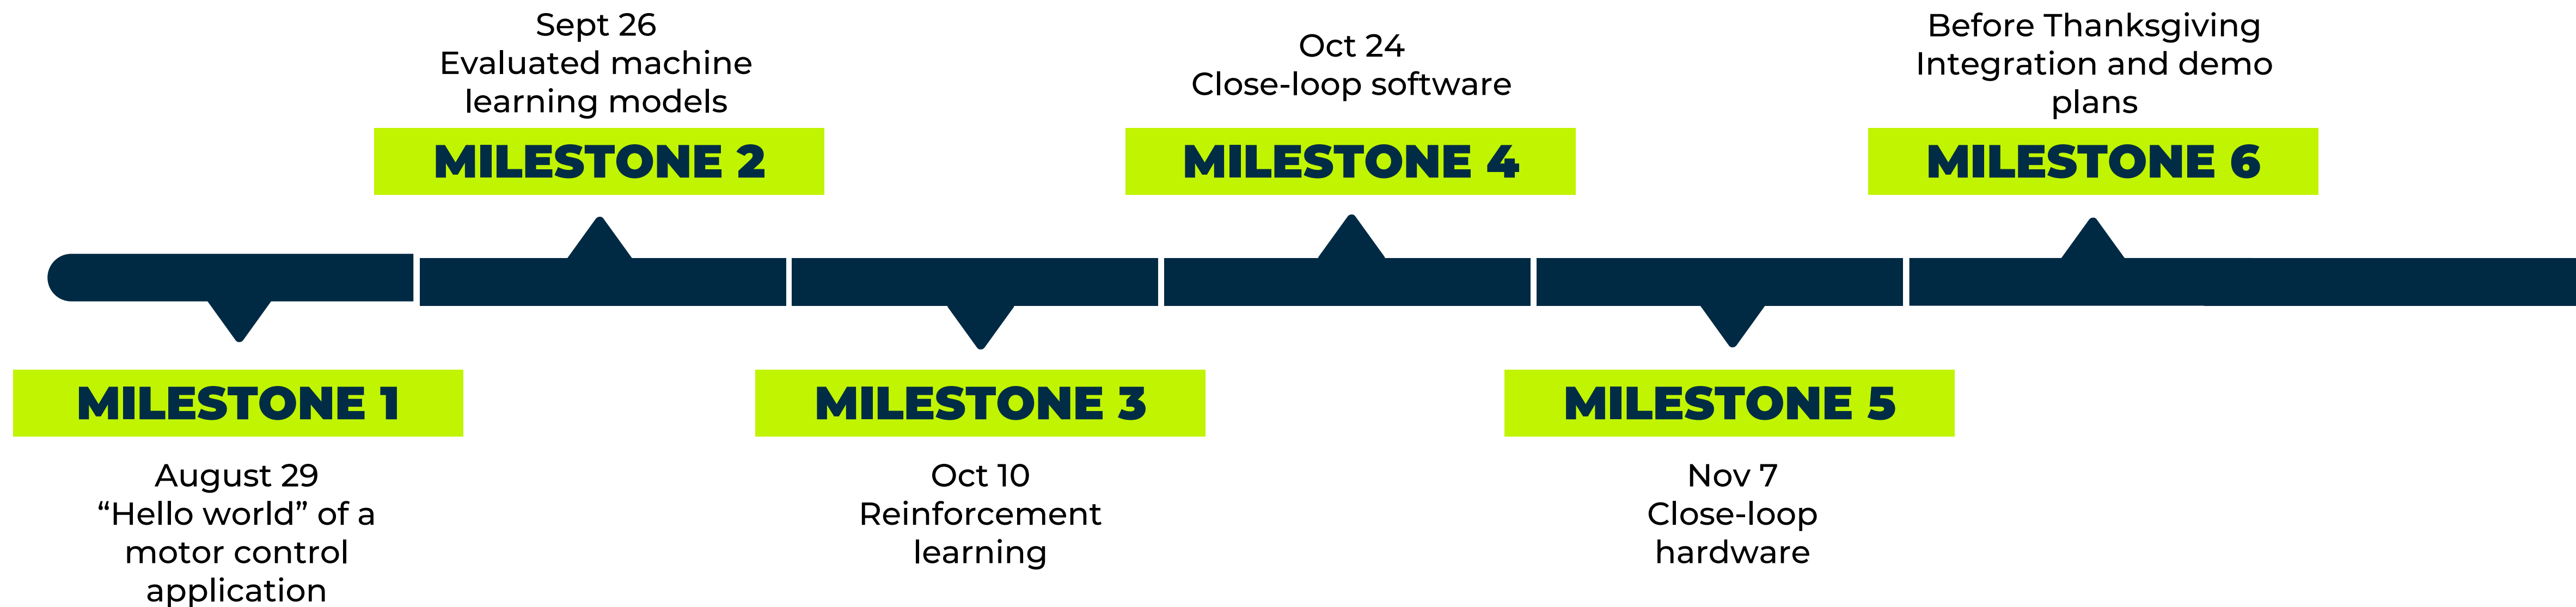 Sept 26
Evaluated machine
learning models
MILESTONE 2
Oct 24
Close-loop software
MILESTONE 4
Before Thanksgiving
Integration and demo
plans
MILESTONE 6
MILESTONE 1
August 29
“Hello world” of a
motor control
application
MILESTONE 3
Oct 10
Reinforcement
learning
MILESTONE 5
Nov 7
Close-loop
hardware